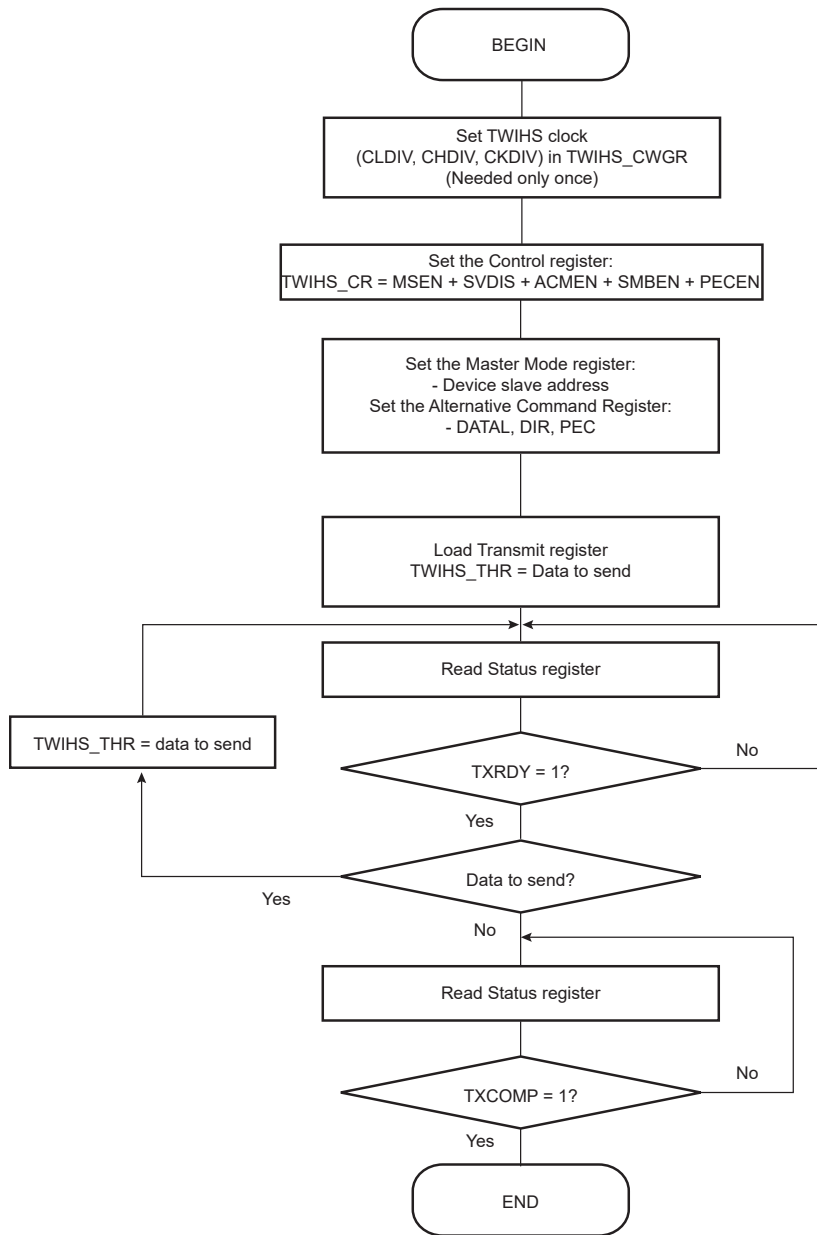 BEGIN
Set TWIHS clock
(CLDIV, CHDIV, CKDIV) in TWIHS_CWGR
(Needed only once)
Set the Control register:
TWIHS_CR = MSEN + SVDIS + ACMEN + SMBEN + PECEN
Set the Master Mode register:
- Device slave address
Set the Alternative Command Register:
- DATAL, DIR, PEC
Load Transmit register
TWIHS_THR = Data to send
Read Status register
TWIHS_THR = data to send
TXRDY = 1?
No
Yes
Data to send?
Yes
No
Read Status register
TXCOMP = 1?
No
Yes
END